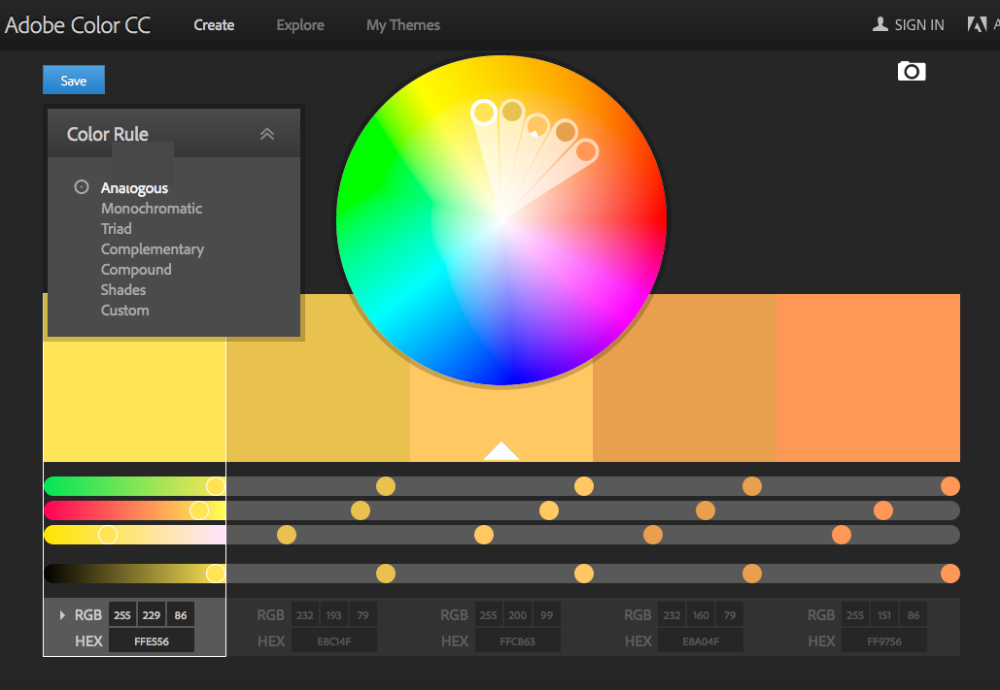 Adobe Color CC Create Explore My Themes SIGN IN
Save
Color Rule
Analogous
Monochromatic
Triad
Complementary
Compound
Shades
Custom
RGB 255 229 86 RGB 232 193 79 RGB 255 200 99 RGB 232 160 79 RGB 255 151 86
HEX FFE556 HEX E8C14F HEX FFC863 HEX E8A04F HEX FF9756